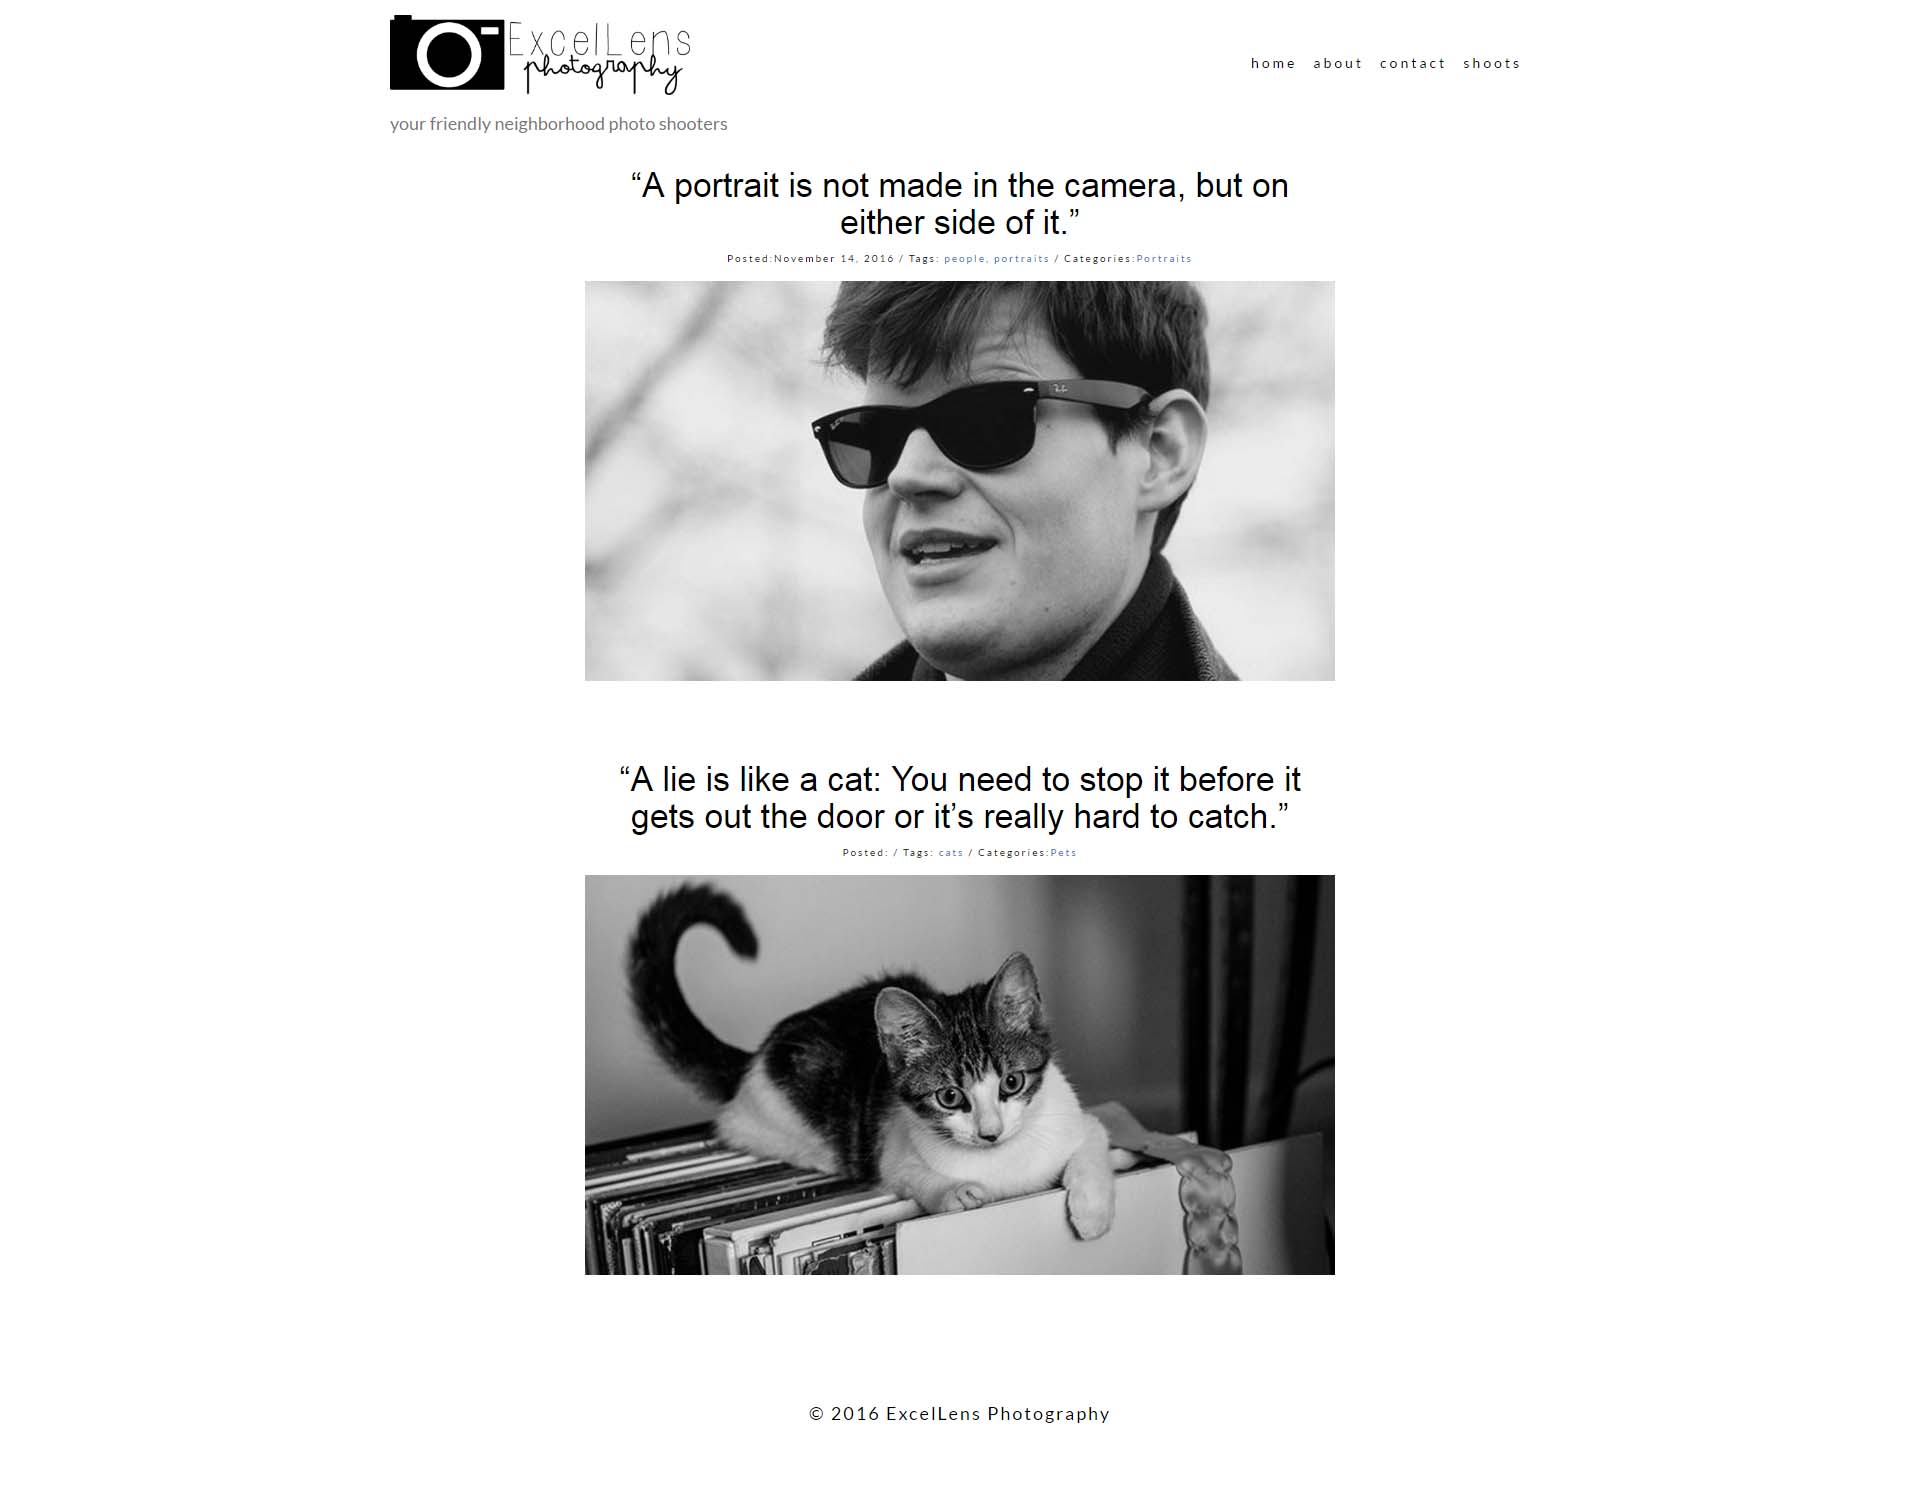 ExcelLens
photography
home about contact shoots
your friendly neighborhood photo shooters
“A portrait is not made in the camera, but on
either side of it.”
Posted:November 14, 2016 / Tags: people, portraits / Categories:Portraits
“A lie is like a cat: You need to stop it before it
gets out the door or it’s really hard to catch.”
Posted: / Tags: cats / Categories:Pets
© 2016 ExcelLens Photography